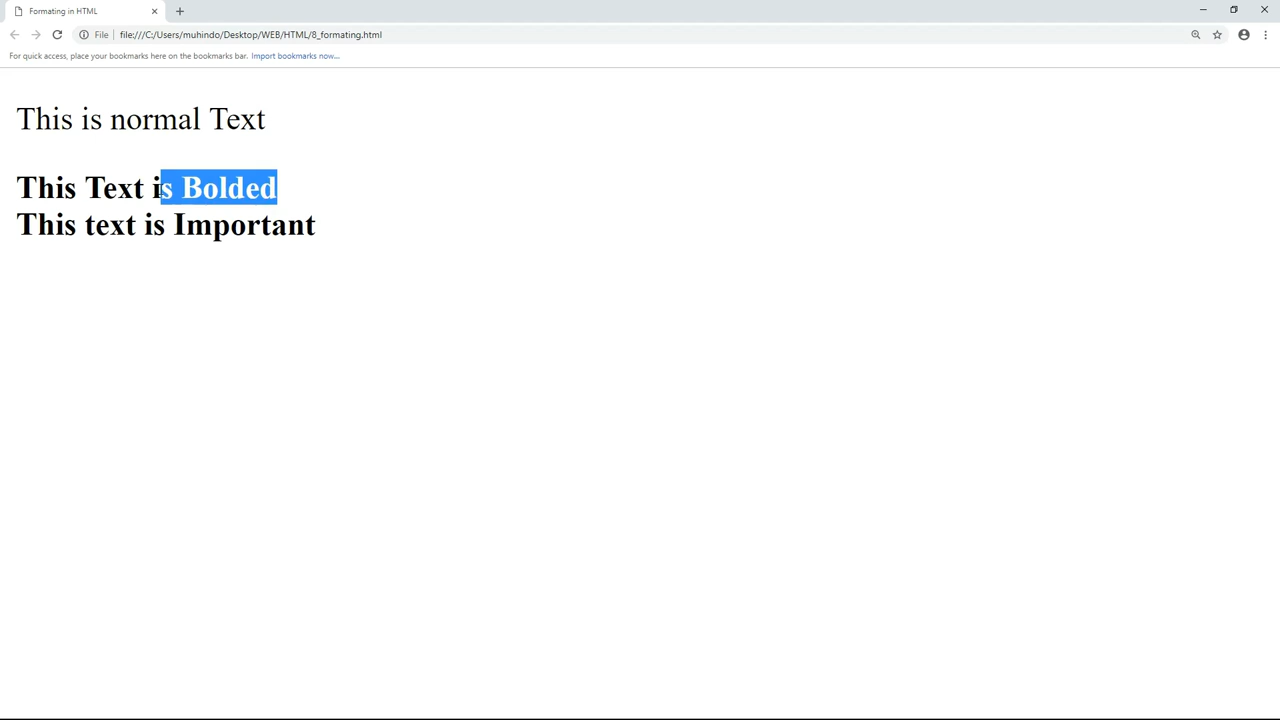 Formating in HTML
File
file:///C:/Users/muhindo/Desktop/WEB/HTML/8_formating.html
For quick access, place your bookmarks here on the bookmarks bar. Import bookmarks now...
This is normal Text
This Text is Bolded
This text is Important